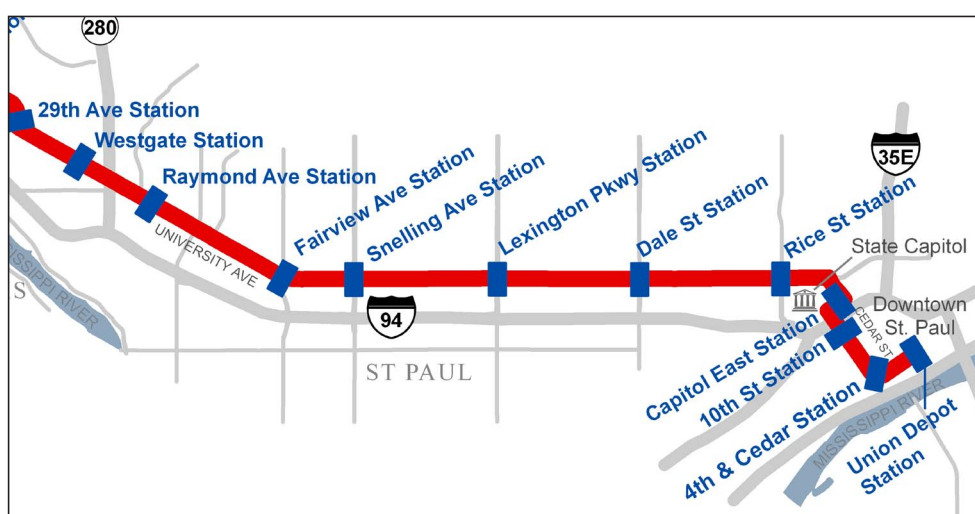 280
29th Ave Station
Westgate Station
Raymond Ave Station
UNIVERSITY AVE
Fairview Ave Station
Snelling Ave Station
Lexington Pkwy Station
Dale St Station
Rice St Station
35E
State Capitol
Downtown
St. Paul
CEDAR ST
94
ST PAUL
Capitol East Station
10th St Station
4th & Cedar Station
Union Depot
Station
MISSISSIPPI RIVER
SISSIPPI RIVER
S